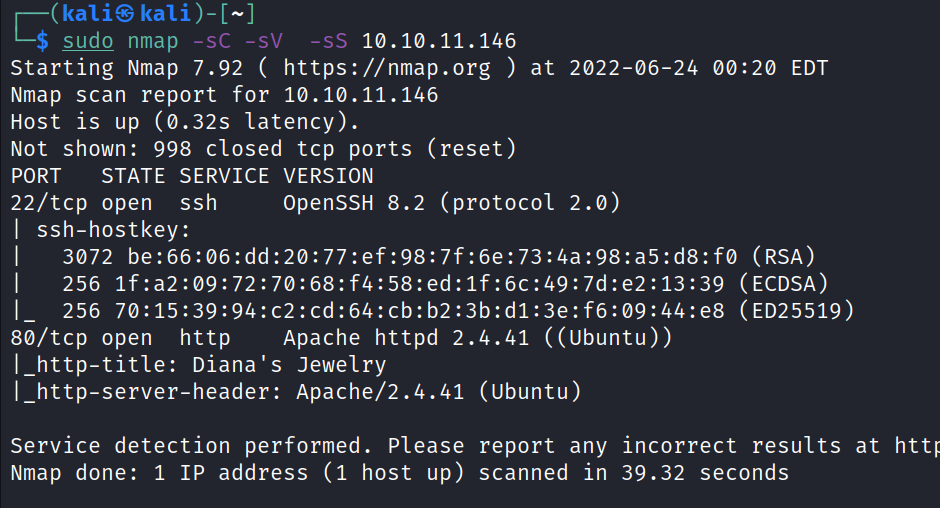 ┌──(kali㉿kali)-[~]
└─$ sudo nmap -sC -sV  -sS 10.10.11.146
Starting Nmap 7.92 ( https://nmap.org ) at 2022-06-24 00:20 EDT
Nmap scan report for 10.10.11.146
Host is up (0.32s latency).
Not shown: 998 closed tcp ports (reset)
PORT   STATE SERVICE VERSION
22/tcp open  ssh     OpenSSH 8.2 (protocol 2.0)
| ssh-hostkey:
|   3072 be:66:06:dd:20:77:ef:98:7f:6e:73:4a:98:a5:d8:f0 (RSA)
|   256 1f:a2:09:72:70:68:f4:58:ed:1f:6c:49:7d:e2:13:39 (ECDSA)
|_  256 70:15:39:94:c2:cd:64:cb:b2:3b:d1:3e:f6:09:44:e8 (ED25519)
80/tcp open  http    Apache httpd 2.4.41 ((Ubuntu))
|_http-title: Diana's Jewelry
|_http-server-header: Apache/2.4.41 (Ubuntu)

Service detection performed. Please report any incorrect results at http
Nmap done: 1 IP address (1 host up) scanned in 39.32 seconds